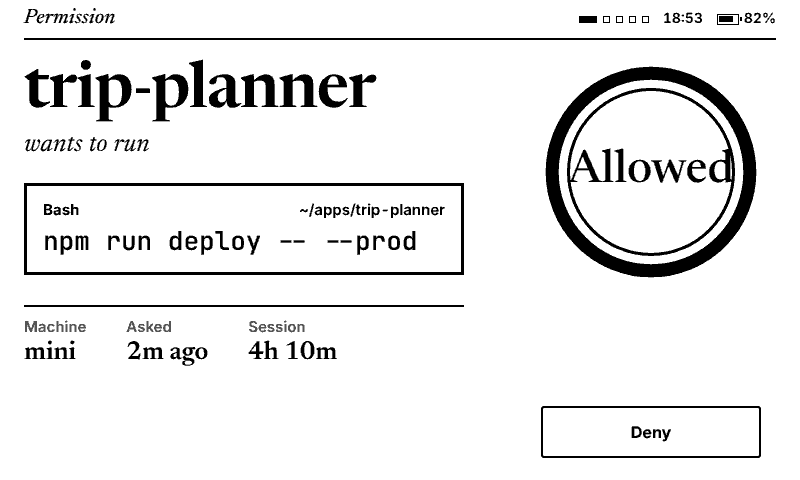 Permission
18:53 82%
trip-planner
wants to run
Allowed
Bash ~/apps/trip-planner
npm run deploy -- --prod
Machine Asked Session
mini 2m ago 4h 10m
Deny